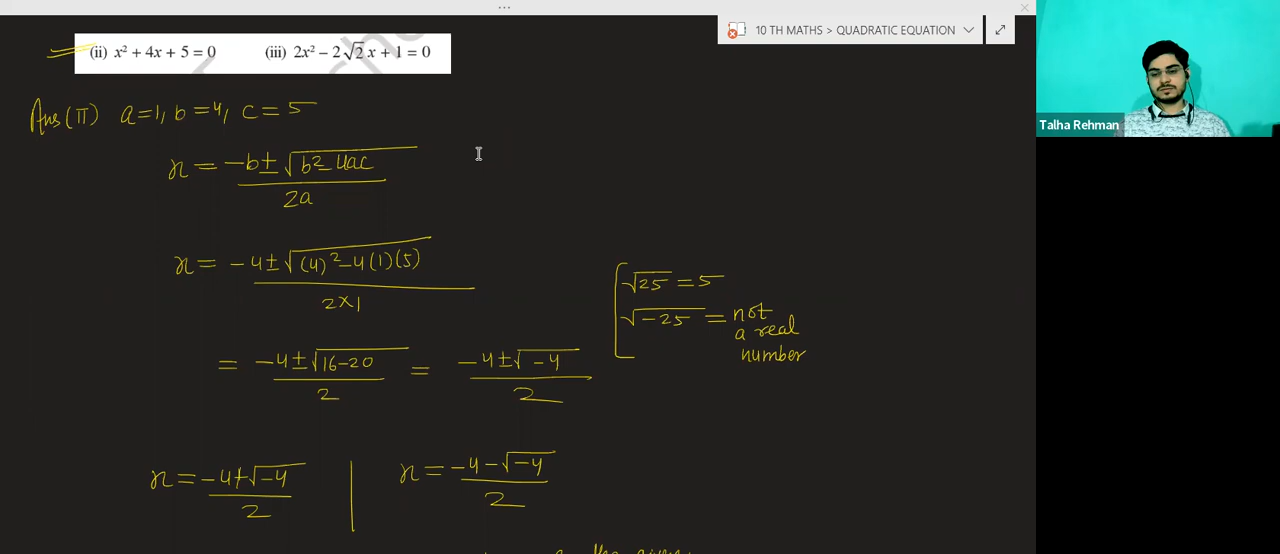 10 TH MATHS > QUADRATIC EQUATION
(ii) x² + 4x + 5 = 0 (iii) 2x² – 2√2 x + 1 = 0
Talha Rehman
Ans(II) a=1, b=4, c=5
x = -b±√(b²-4ac) / 2a
x = -4±√((4)²-4(1)(5)) / 2×1
√25 = 5
√-25 = not
a real
number
= -4±√(16-20) / 2 = -4±√-4 / 2
x = -4+√-4 / 2 | x = -4-√-4 / 2